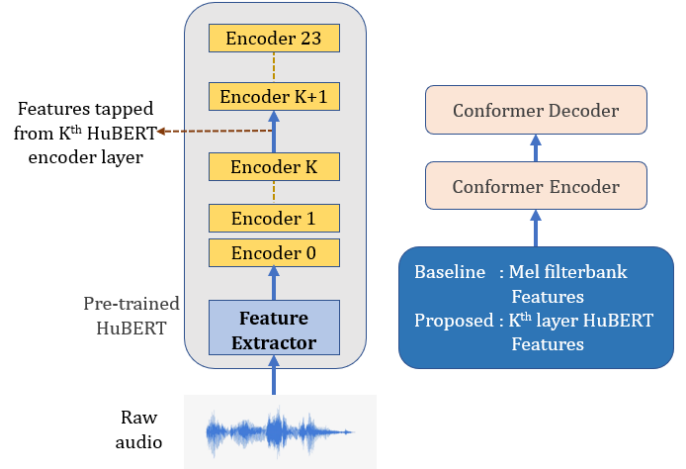 Encoder 23
Encoder K+1
Features tapped
from Kᵗʰ HuBERT
encoder layer
Encoder K
Encoder 1
Encoder 0
Pre-trained
HuBERT
Feature
Extractor
Raw
audio
Conformer Decoder
Conformer Encoder
Baseline : Mel filterbank
Features
Proposed : Kᵗʰ layer HuBERT
Features